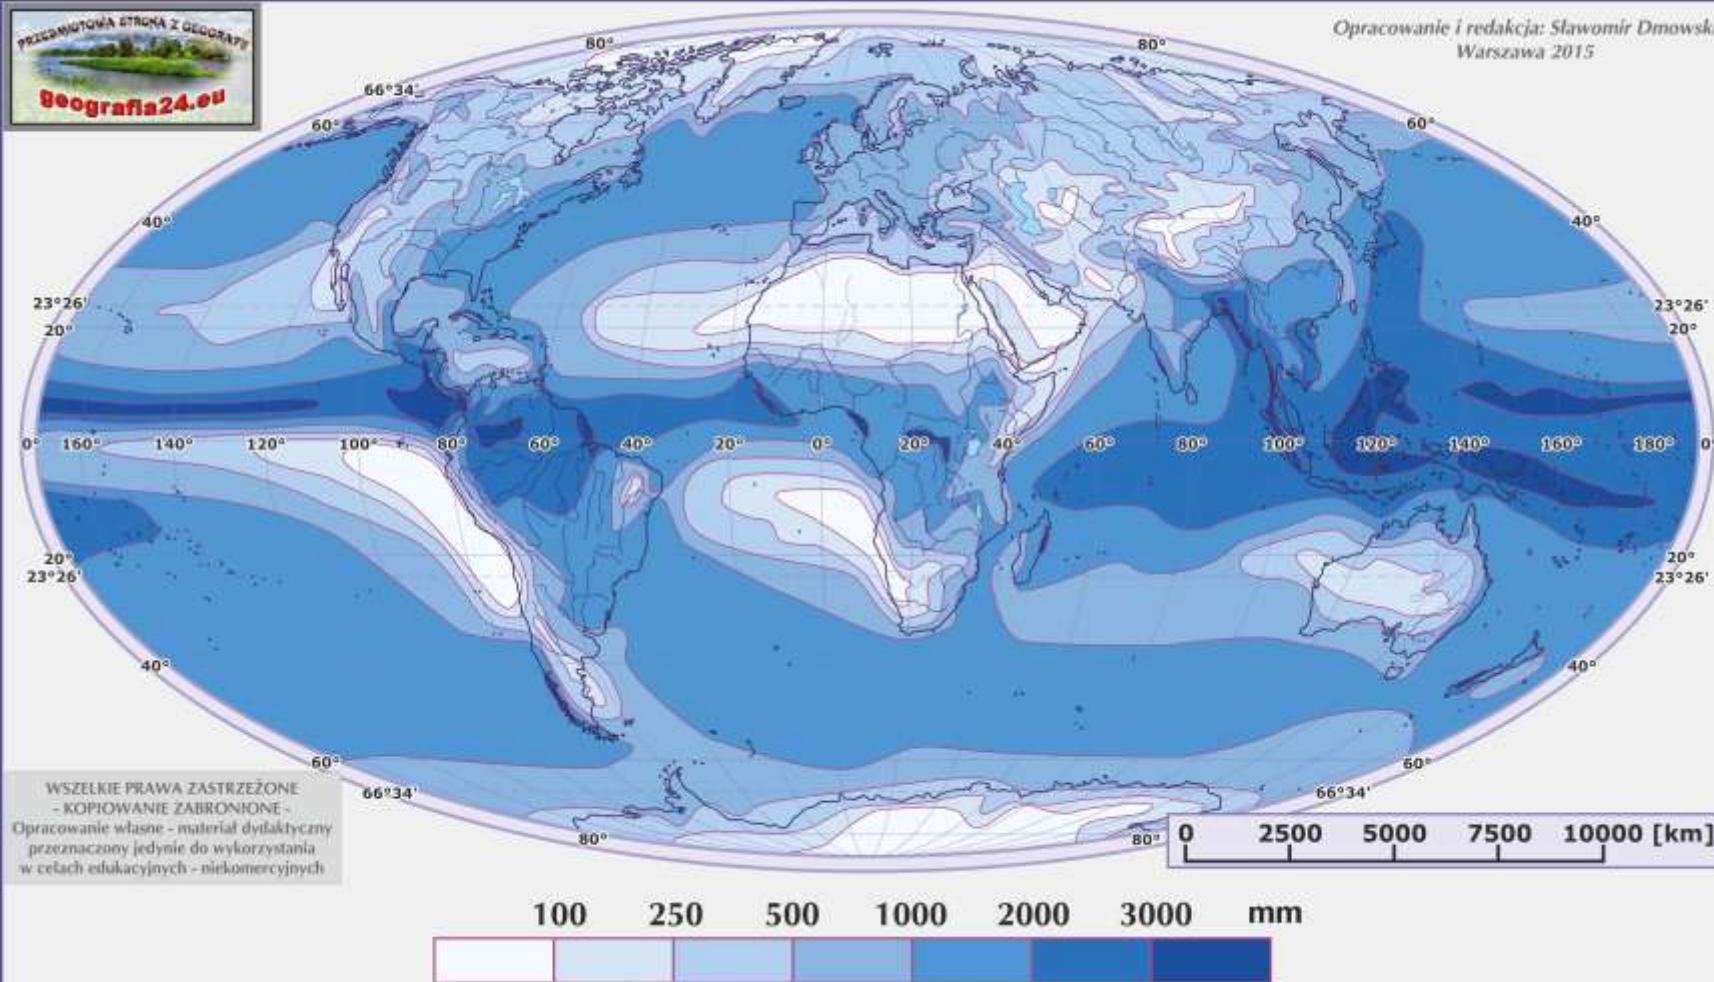 PRZEDMIOTOWA STRONA Z GEOGRAFII
geografia24.eu
Opracowanie i redakcja: Sławomir Dmowski
Warszawa 2015
80° 80°
66°34'
60° 60°
40° 40°
23°26' 23°26'
20° 20°
0° 160° 140° 120° 100° 80° 60° 40° 20° 0° 20° 40° 60° 80° 100° 120° 140° 160° 180° 0°
20° 20°
23°26' 23°26'
40° 40°
60° 60°
66°34' 66°34'
80° 80°
WSZELKIE PRAWA ZASTRZEŻONE
- KOPIOWANIE ZABRONIONE -
Opracowanie własne - materiał dydaktyczny
przeznaczony jedynie do wykorzystania
w celach edukacyjnych - niekomercyjnych
0 2500 5000 7500 10000 [km]
100 250 500 1000 2000 3000 mm